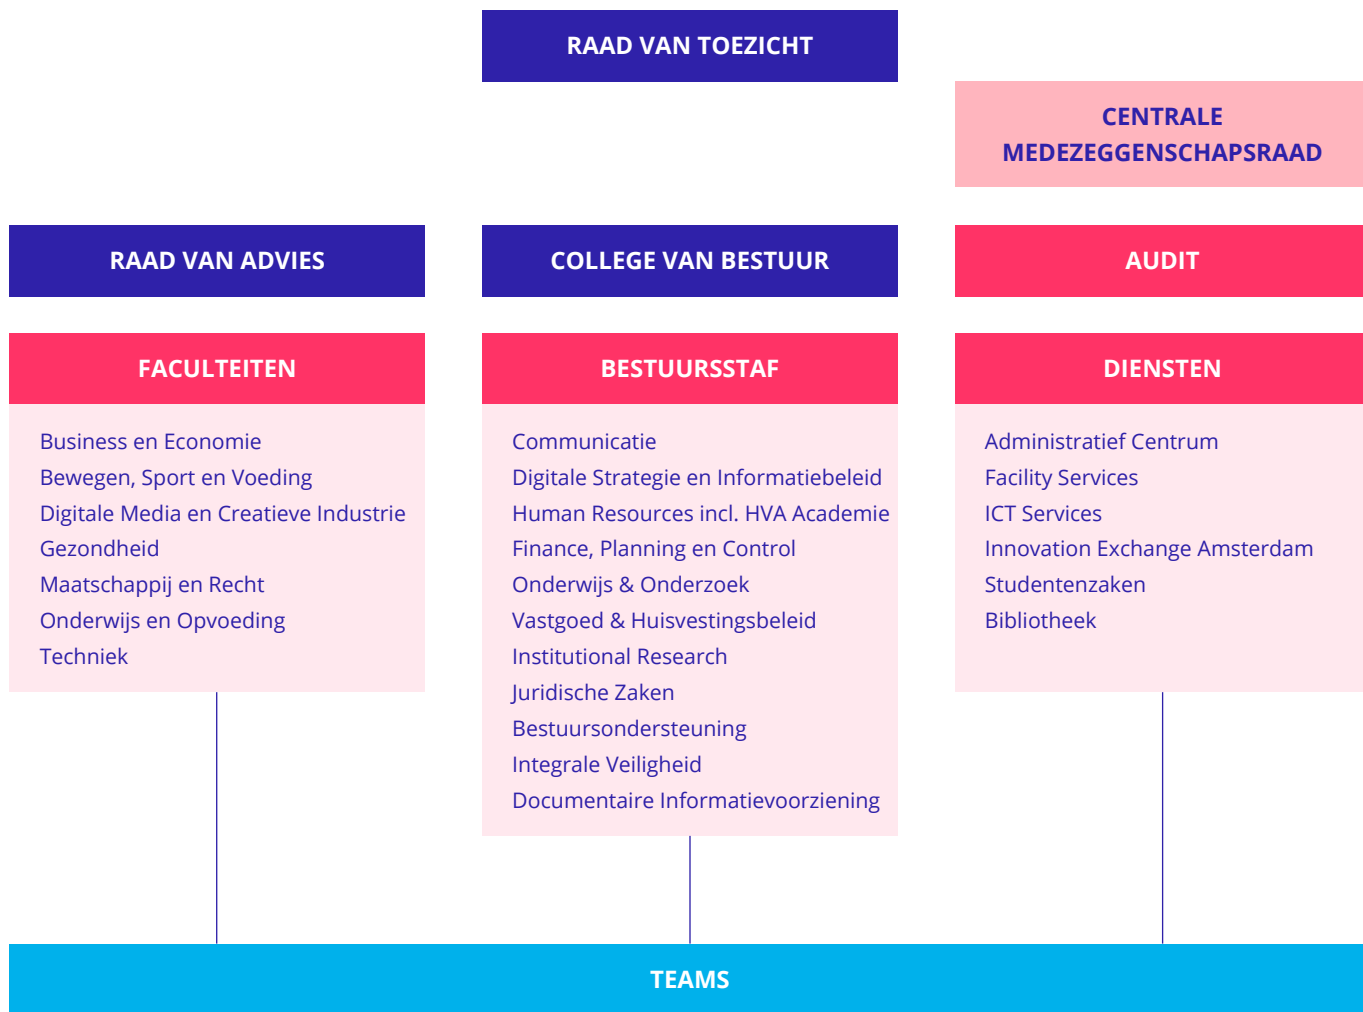 RAAD VAN TOEZICHT
CENTRALE
MEDEZEGGENSCHAPSRAAD
RAAD VAN ADVIES
COLLEGE VAN BESTUUR
AUDIT
FACULTEITEN
Business en Economie
Bewegen, Sport en Voeding
Digitale Media en Creatieve Industrie
Gezondheid
Maatschappij en Recht
Onderwijs en Opvoeding
Techniek
BESTUURSSTAF
Communicatie
Digitale Strategie en Informatiebeleid
Human Resources incl. HVA Academie
Finance, Planning en Control
Onderwijs & Onderzoek
Vastgoed & Huisvestingsbeleid
Institutional Research
Juridische Zaken
Bestuursondersteuning
Integrale Veiligheid
Documentaire Informatievoorziening
DIENSTEN
Administratief Centrum
Facility Services
ICT Services
Innovation Exchange Amsterdam
Studentenzaken
Bibliotheek
TEAMS